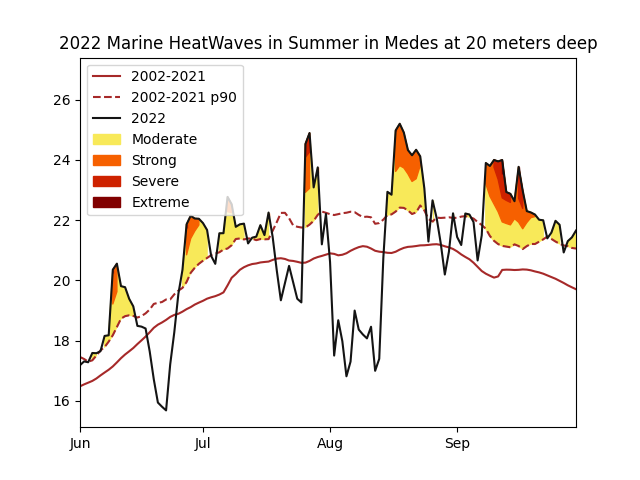 2022 Marine HeatWaves in Summer in Medes at 20 meters deep
2002-2021
2002-2021 p90
2022
Moderate
Strong
Severe
Extreme
26
24
22
20
18
16
Jun
Jul
Aug
Sep